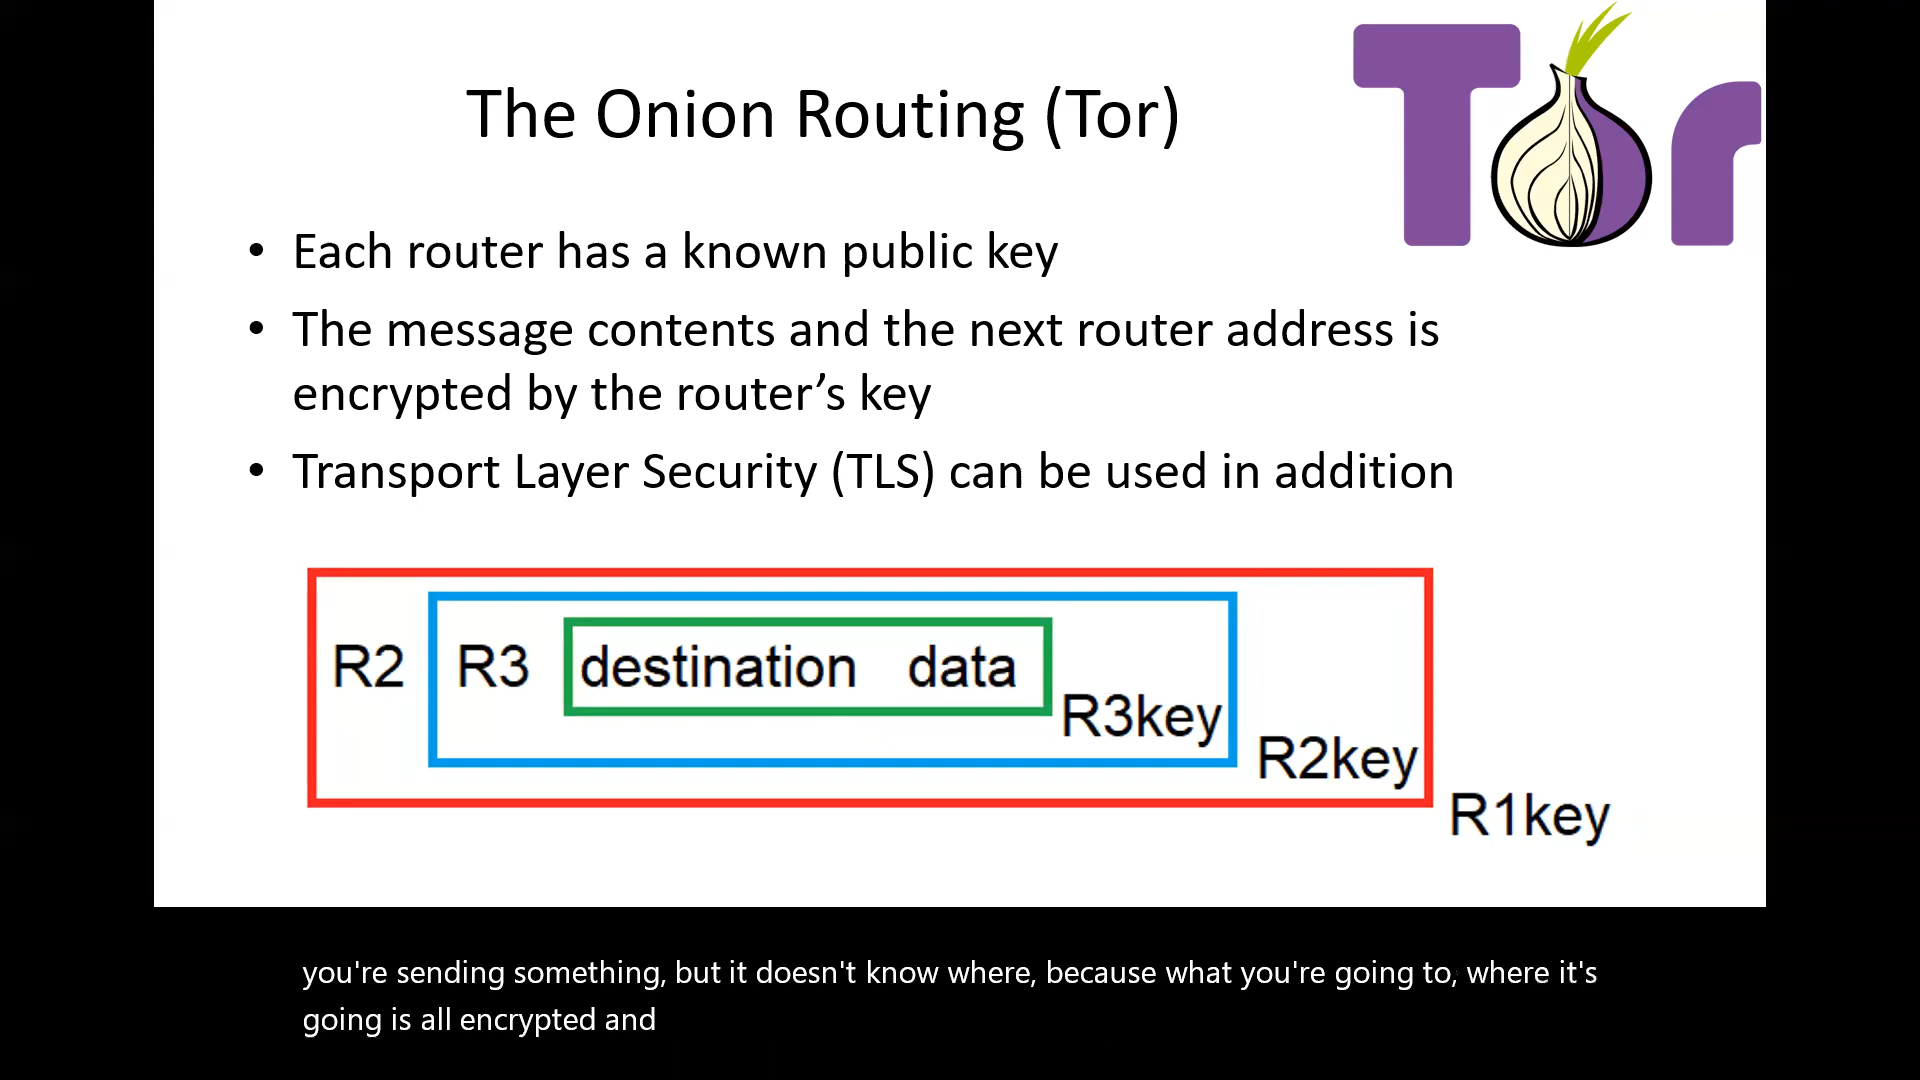 Tor
The Onion Routing (Tor)
• Each router has a known public key
• The message contents and the next router address is
encrypted by the router’s key
• Transport Layer Security (TLS) can be used in addition
R2 R3 destination data
R3key
R2key
R1key
you're sending something, but it doesn't know where, because what you're going to, where it's
going is all encrypted and